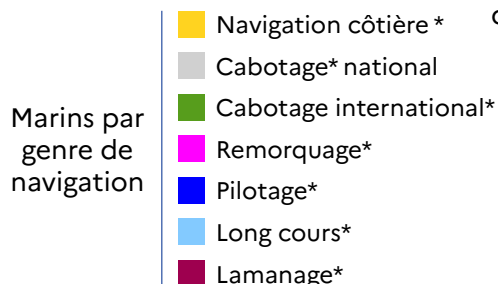 Marins par
genre de
navigation
Navigation côtière *
Cabotage* national
Cabotage international*
Remorquage*
Pilotage*
Long cours*
Lamanage*